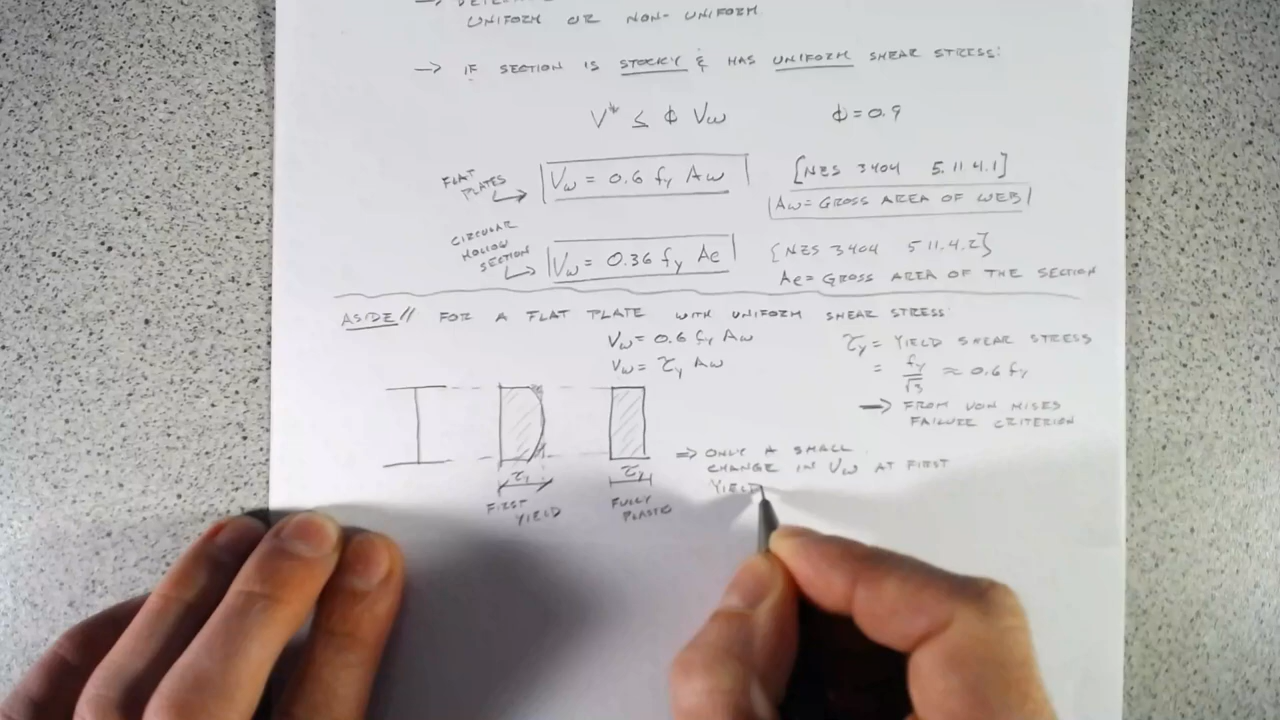 UNIFORM OR NON-UNIFORM
→ IF SECTION IS STOCKY & HAS UNIFORM SHEAR STRESS:
V* ≤ ϕ Vw ϕ = 0.9
FLAT PLATES → Vw = 0.6 fy Aw [NZS 3404 5.11.4.1]
Aw = GROSS AREA OF WEB
CIRCULAR HOLLOW SECTION → Vw = 0.36 fy Ae {NZS 3404 5.11.4.2}
Ae = GROSS AREA OF THE SECTION
ASIDE// FOR A FLAT PLATE WITH UNIFORM SHEAR STRESS:
Vw = 0.6 fy Aw
Vw = τy Aw
τy = YIELD SHEAR STRESS
= fy/√3 ≈ 0.6 fy
→ FROM VON MISES
FAILURE CRITERION
τy
FIRST
YIELD
τy
FULLY
PLASTIC
⇒ ONLY A SMALL
CHANGE IN Vw AT FIRST
YIELD